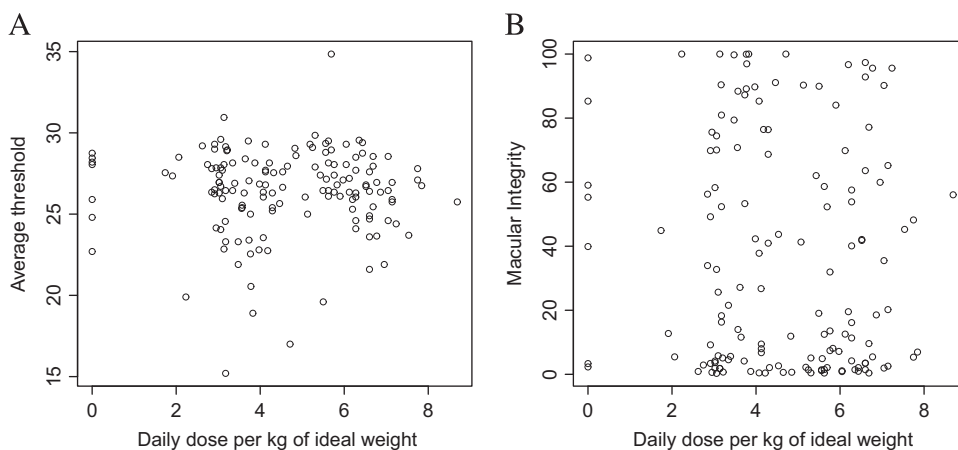 A
Average threshold
35
30
25
20
15
0 2 4 6 8
Daily dose per kg of ideal weight
B
Macular Integrity
100
80
60
40
20
0
0 2 4 6 8
Daily dose per kg of ideal weight